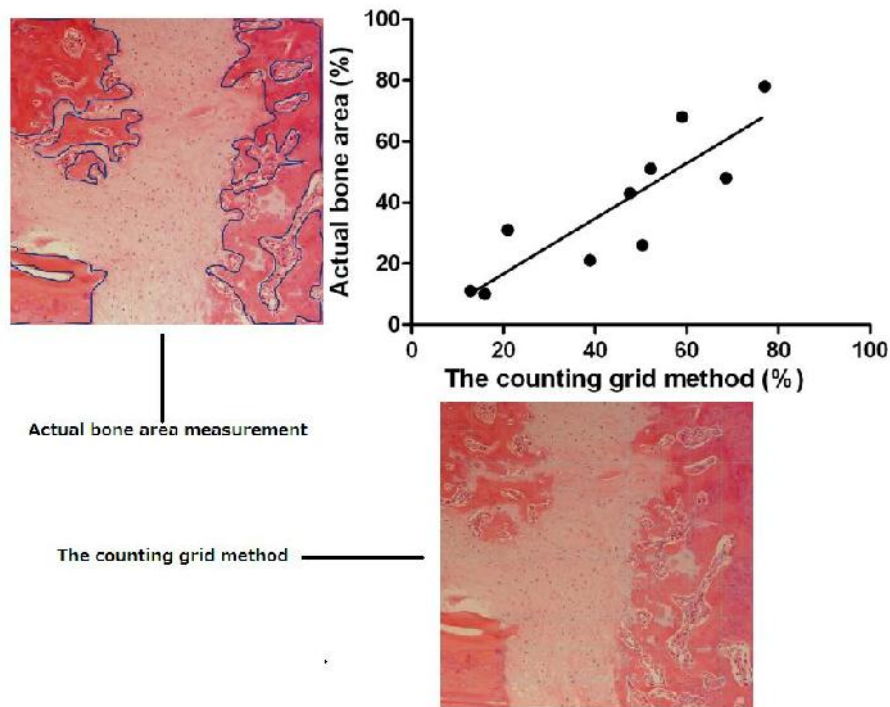 100
80
60
40
20
0
Actual bone area (%)
0 20 40 60 80 100
The counting grid method (%)
Actual bone area measurement
The counting grid method